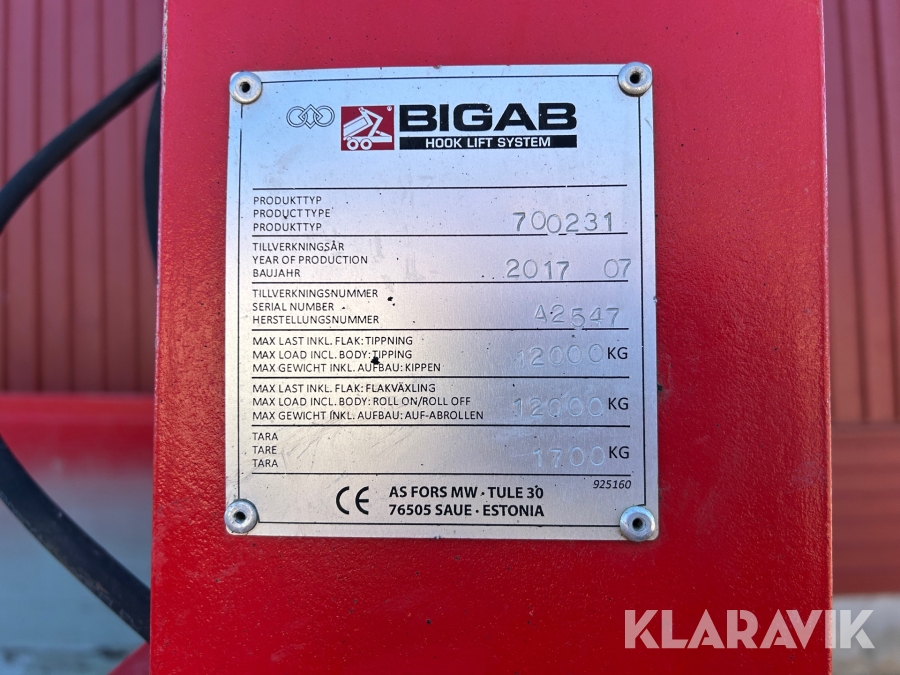 BIGAB
HOOK LIFT SYSTEM
PRODUKTTYP
PRODUCT TYPE
PRODUKTTYP
700231
TILLVERKNINGSÅR
YEAR OF PRODUCTION
BAUJAHR
2017 07
TILLVERKNINGSNUMMER
SERIAL NUMBER
HERSTELLUNGSNUMMER
A2547
MAX LAST INKL. FLAK: TIPPNING
MAX LOAD INCL. BODY: TIPPING
MAX GEWICHT INKL. AUFBAU: KIPPEN
12000 KG
MAX LAST INKL. FLAK: FLAKVÄXLING
MAX LOAD INCL. BODY: ROLL ON/ROLL OFF
MAX GEWICHT INKL. AUFBAU: AUF-ABROLLEN
12000 KG
TARA
TARE
TARA
1700 KG
925160
CE AS FORS MW · TULE 30
76505 SAUE · ESTONIA
KLARAVIK